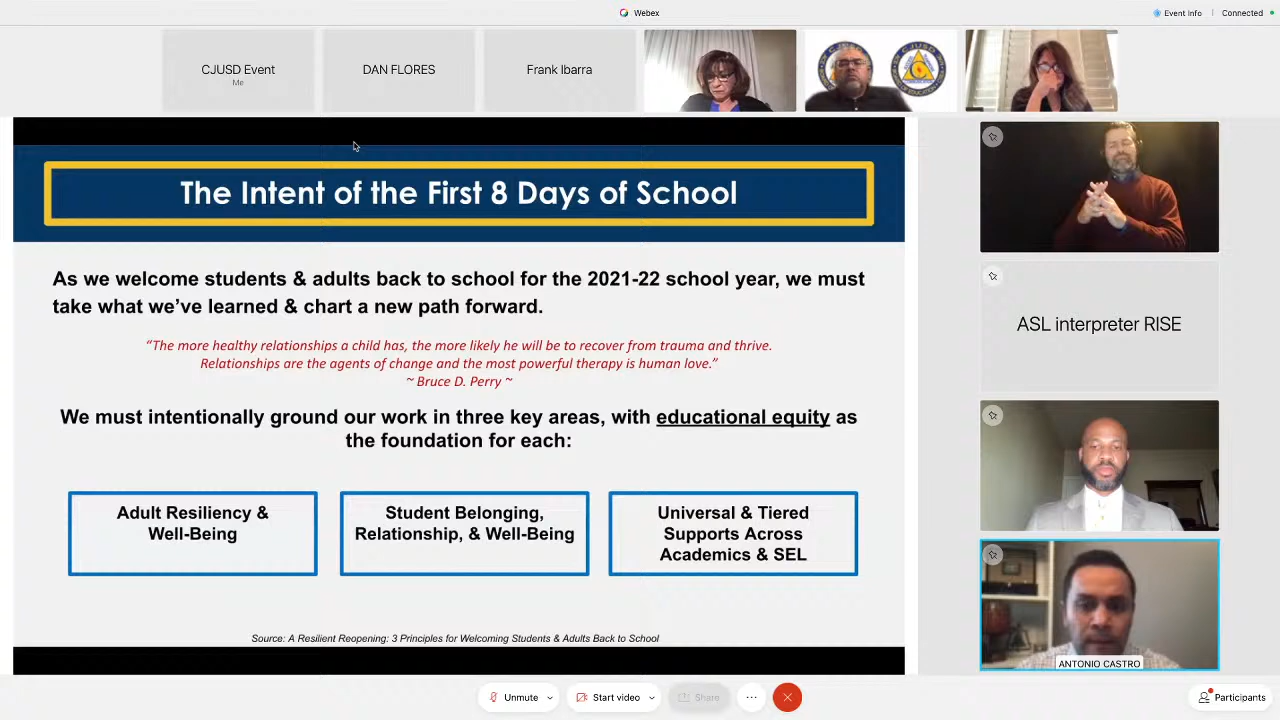 Webex
Event Info
Connected
CJUSD Event
Me
DAN FLORES
Frank Ibarra
CJUSD
The Intent of the First 8 Days of School
As we welcome students & adults back to school for the 2021-22 school year, we must
take what we’ve learned & chart a new path forward.
“The more healthy relationships a child has, the more likely he will be to recover from trauma and thrive.
Relationships are the agents of change and the most powerful therapy is human love.”
~ Bruce D. Perry ~
We must intentionally ground our work in three key areas, with educational equity as
the foundation for each:
Adult Resiliency &
Well-Being
Student Belonging,
Relationship, & Well-Being
Universal & Tiered
Supports Across
Academics & SEL
Source: A Resilient Reopening: 3 Principles for Welcoming Students & Adults Back to School
ASL interpreter RISE
ANTONIO CASTRO
Unmute
Start video
Share
Participants